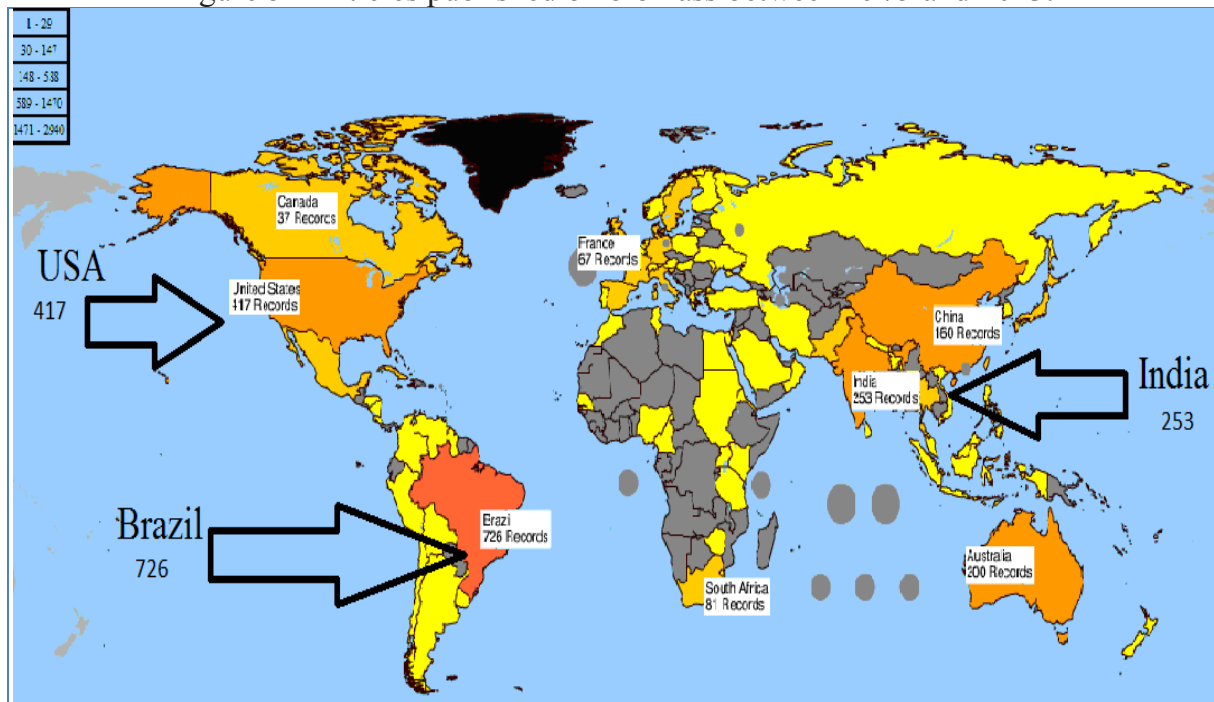 1 - 29
30 - 147
148 - 588
589 - 1470
1471 - 2940
Canada
37 Records
France
67 Records
USA
417
United States
417 Records
China
160 Records
India
253 Records
India
253
Brazil
726
Brazi
726 Records
Australia
200 Records
South Africa
81 Records